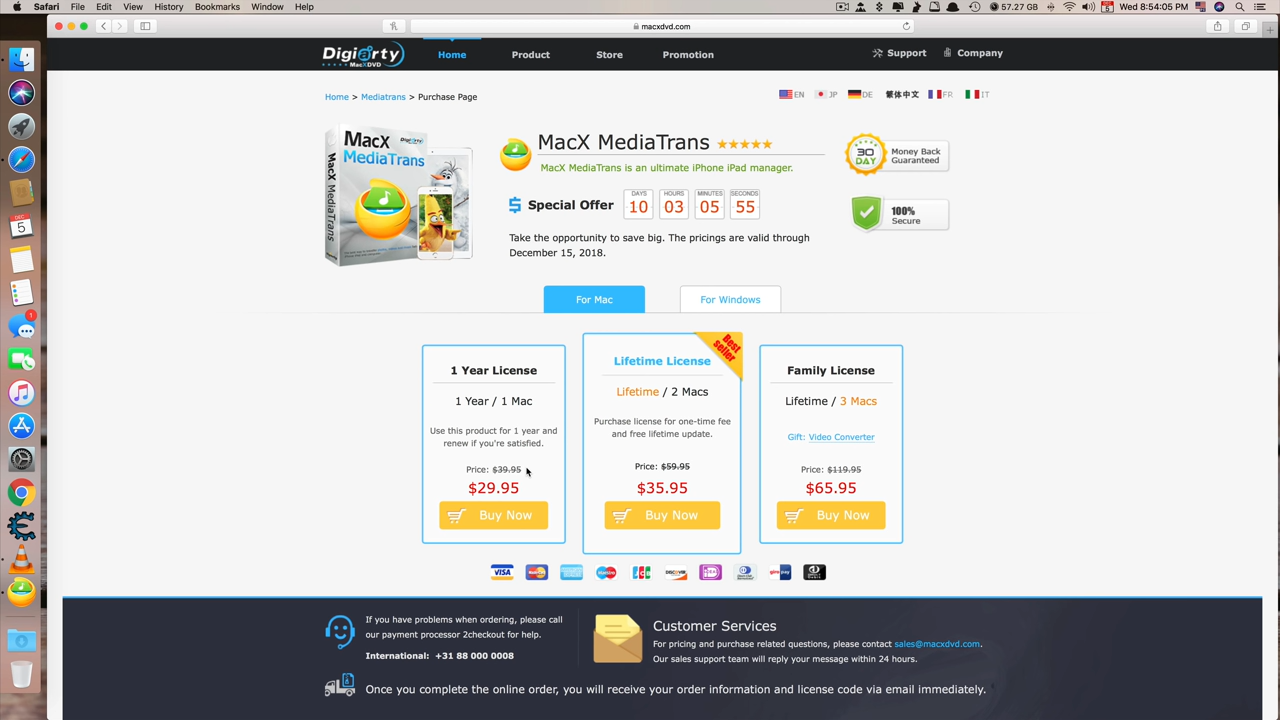 Safari File Edit View History Bookmarks Window Help
57.27 GB
8:54:05 PM
macxdvd.com
Digiarty
MacXDVD
Home Product Store Promotion Support Company
Home > Mediatrans > Purchase Page
EN JP DE 繁体中文 FR IT
MacX MediaTrans
MacX MediaTrans is an ultimate iPhone iPad manager.
MacX
MediaTrans
MacX MediaTrans
30
DAY
Money Back
Guaranteed
Special Offer
DAYS HOURS MINUTES SECONDS
10 03 05 55
100%
Secure
Take the opportunity to save big. The pricings are valid through
December 15, 2018.
For Mac For Windows
1 Year License
1 Year / 1 Mac
Use this product for 1 year and
renew if you're satisfied.
Price: $39.95
$29.95
Buy Now
Best
seller
Lifetime License
Lifetime / 2 Macs
Purchase license for one-time fee
and free lifetime update.
Price: $59.95
$35.95
Buy Now
Family License
Lifetime / 3 Macs
Gift: Video Converter
Price: $119.95
$65.95
Buy Now
VISA
JCB
DISCOVER
DEC
5
1
If you have problems when ordering, please call
our payment processor 2checkout for help.
International: +31 88 000 0008
Customer Services
For pricing and purchase related questions, please contact sales@macxdvd.com.
Our sales support team will reply your message within 24 hours.
Once you complete the online order, you will receive your order information and license code via email immediately.